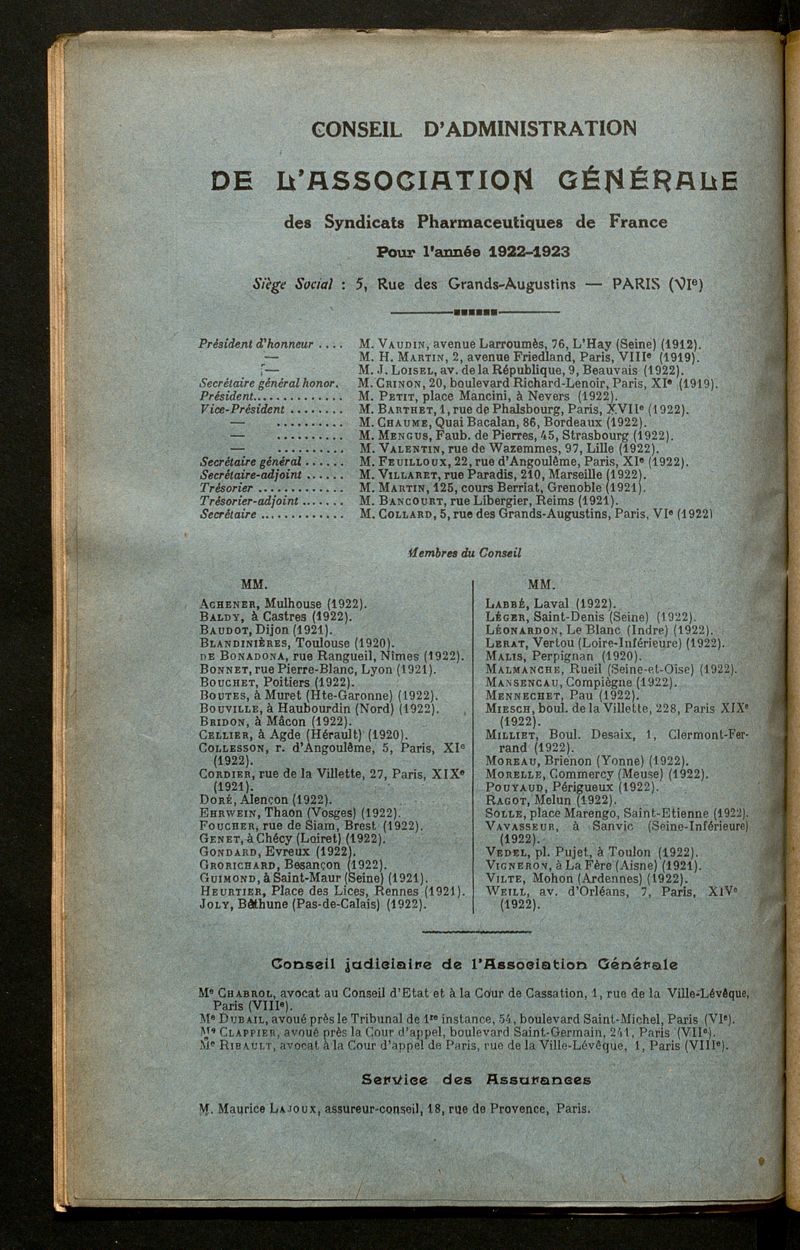 CONSEIL D'ADMINISTRATION
DE L'ASSOCIATION GÉNÉRALE
des Syndicats Pharmaceutiques de France
Pour l'année 1922-1923
Siège Social : 5, Rue des Grands-Augustins — PARIS (VIe)
Président d'honneur .... M. VAUDIN, avenue Larroumès, 76, L'Hay (Seine) (1912).
— M. H. MARTIN, 2, avenue Friedland, Paris, VIIIe (1919).
— M. J. LOISEL, av. de la République, 9, Beauvais (1922).
Secrétaire général honor. M. CRINON, 20, boulevard Richard-Lenoir, Paris, XIe (1919).
Président.............. M. PETIT, place Mancini, à Nevers (1922).
Vice-Président ........ M. BARTHET, 1, rue de Phalsbourg, Paris, XVIIe (1922).
— .......... M. CHAUME, Quai Bacalan, 86, Bordeaux (1922).
— .......... M. MENGUS, Faub. de Pierres, 45, Strasbourg (1922).
— .......... M. VALENTIN, rue de Wazemmes, 97, Lille (1922).
Secrétaire général ...... M. FEUILLOUX, 22, rue d'Angoulême, Paris, XIe (1922).
Secrétaire-adjoint ...... M. VILLARET, rue Paradis, 210, Marseille (1922).
Trésorier ............. M. MARTIN, 125, cours Berriat, Grenoble (1921).
Trésorier-adjoint ....... M. BANCOURT, rue Libergier, Reims (1921).
Secrétaire ............. M. COLLARD, 5, rue des Grands-Augustins, Paris, VIe (1922)
Membres du Conseil
MM.
ACHENER, Mulhouse (1922).
BALDY, à Castres (1922).
BAUDOT, Dijon (1921).
BLANDINIÈRES, Toulouse (1920).
DE BONADONA, rue Rangueil, Nîmes (1922).
BONNET, rue Pierre-Blanc, Lyon (1921).
BOUCHET, Poitiers (1922).
BOUTES, à Muret (Hte-Garonne) (1922).
BOUVILLE, à Haubourdin (Nord) (1922).
BRIDON, à Mâcon (1922).
CELLIER, à Agde (Hérault) (1920).
COLLESSON, r. d'Angoulême, 5, Paris, XIe
(1922).
CORDIER, rue de la Villette, 27, Paris, XIXe
(1921).
DORÉ, Alençon (1922).
EHRWEIN, Thaon (Vosges) (1922).
FOUCHER, rue de Siam, Brest (1922).
GENET, à Chécy (Loiret) (1922).
GONDARD, Evreux (1922).
GRORICHARD, Besançon (1922).
GUIMOND, à Saint-Maur (Seine) (1921).
HEURTIER, Place des Lices, Rennes (1921).
JOLY, Béthune (Pas-de-Calais) (1922).
MM.
LABBÉ, Laval (1922).
LÉGER, Saint-Denis (Seine) (1922).
LÉONARDON, Le Blanc (Indre) (1922).
LERAT, Vertou (Loire-Inférieure) (1922).
MALIS, Perpignan (1920).
MALMANCHE, Rueil (Seine-et-Oise) (1922).
MANSENCAU, Compiègne (1922).
MENNECHET, Pau (1922).
MIESCH, boul. de la Villette, 228, Paris XIXe
(1922).
MILLIET, Boul. Desaix, 1, Clermont-Fer-
rand (1922).
MOREAU, Brienon (Yonne) (1922).
MORELLE, Commercy (Meuse) (1922).
POUYAUD, Périgueux (1922).
RAGOT, Melun (1922).
SOLLE, place Marengo, Saint-Etienne (1922).
VAVASSEUR, à Sanvic (Seine-Inférieure)
(1922).
VEDEL, pl. Pujet, à Toulon (1922).
VIGNERON, à La Fère (Aisne) (1921).
VILTE, Mohon (Ardennes) (1922).
WEILL, av. d'Orléans, 7, Paris, XIVe
(1922).
Conseil judiciaire de l'Association Générale
Me CHABROL, avocat au Conseil d'Etat et à la Cour de Cassation, 1, rue de la Ville-Lévêque,
Paris (VIIIe).
Me DUBAIL, avoué près le Tribunal de 1re instance, 54, boulevard Saint-Michel, Paris (VIe).
Me CLAPPIER, avoué près la Cour d'appel, boulevard Saint-Germain, 241, Paris (VIIe).
Me RIBAULT, avocat à la Cour d'appel de Paris, rue de la Ville-Lévêque, 1, Paris (VIIIe).
Service des Assurances
M. Maurice LAJOUX, assureur-conseil, 18, rue de Provence, Paris.